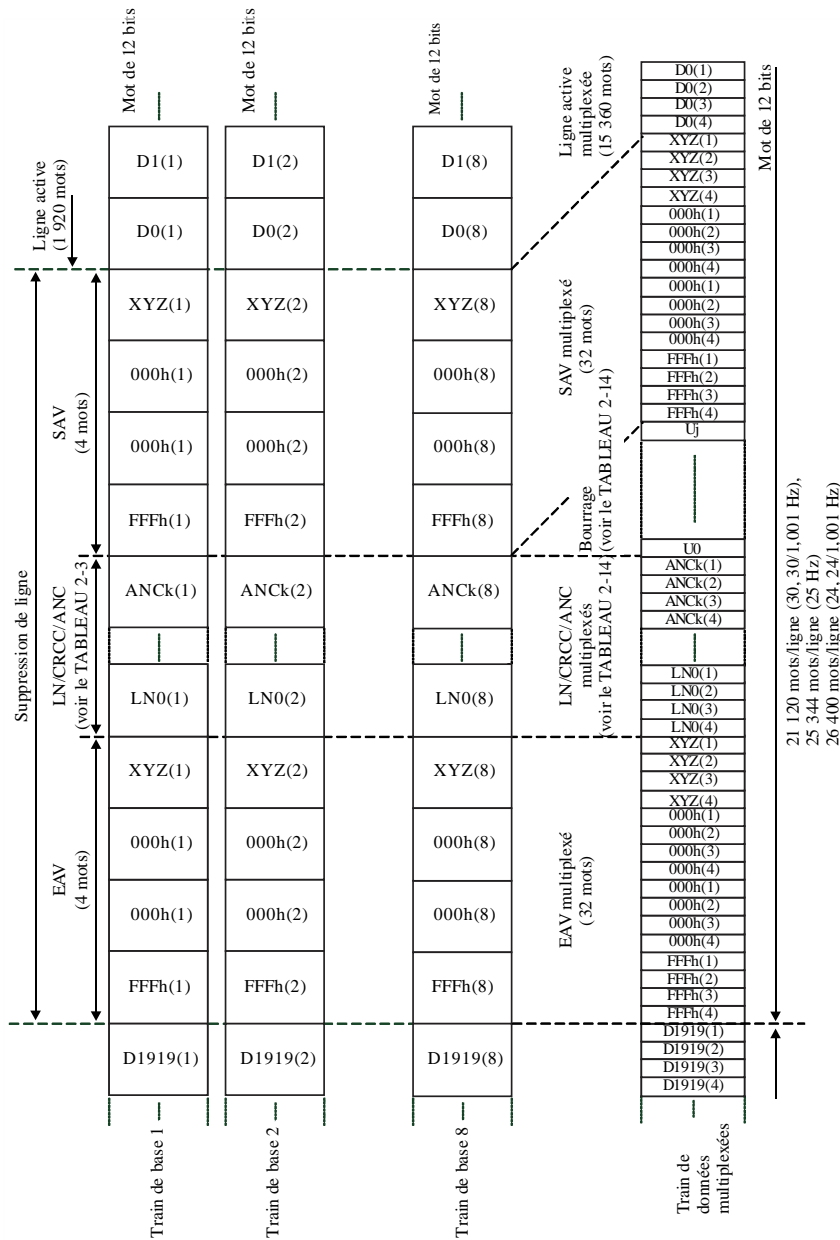 Mot de 12 bits
Mot de 12 bits
Mot de 12 bits
Ligne active
multiplexée
(15 360 mots)
Mot de 12 bits
Ligne active
(1 920 mots)
Suppression de ligne
SAV
(4 mots)
LN/CRCC/ANC
(voir le TABLEAU 2-3
EAV
(4 mots)
D1(1)
D0(1)
XYZ(1)
000h(1)
000h(1)
FFFh(1)
ANCk(1)
LN0(1)
XYZ(1)
000h(1)
000h(1)
FFFh(1)
D1919(1)
Train de base 1
D1(2)
D0(2)
XYZ(2)
000h(2)
000h(2)
FFFh(2)
ANCk(2)
LN0(2)
XYZ(2)
000h(2)
000h(2)
FFFh(2)
D1919(2)
Train de base 2
D1(8)
D0(8)
XYZ(8)
000h(8)
000h(8)
FFFh(8)
ANCk(8)
LN0(8)
XYZ(8)
000h(8)
000h(8)
FFFh(8)
D1919(8)
Train de base 8
SAV multiplexé
(32 mots)
Bourrage
(voir le TABLEAU 2-14)
LN/CRCC/ANC
multiplexés
(voir le TABLEAU 2-14)
EAV multiplexé
(32 mots)
D0(1)
D0(2)
D0(3)
D0(4)
XYZ(1)
XYZ(2)
XYZ(3)
XYZ(4)
000h(1)
000h(2)
000h(3)
000h(4)
000h(1)
000h(2)
000h(3)
000h(4)
FFFh(1)
FFFh(2)
FFFh(3)
FFFh(4)
Uj
U0
ANCk(1)
ANCk(2)
ANCk(3)
ANCk(4)
LN0(1)
LN0(2)
LN0(3)
LN0(4)
XYZ(1)
XYZ(2)
XYZ(3)
XYZ(4)
000h(1)
000h(2)
000h(3)
000h(4)
000h(1)
000h(2)
000h(3)
000h(4)
FFFh(1)
FFFh(2)
FFFh(3)
FFFh(4)
D1919(1)
D1919(2)
D1919(3)
D1919(4)
Train de
données
multiplexées
21 120 mots/ligne (30, 30/1,001 Hz),
25 344 mots/ligne (25 Hz)
26 400 mots/ligne (24, 24/1,001 Hz)